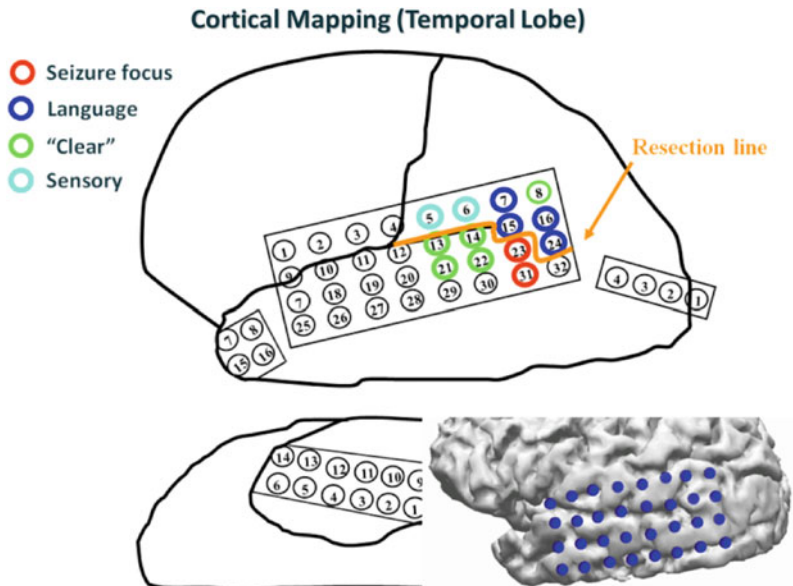 Cortical Mapping (Temporal Lobe)
Seizure focus
Language
“Clear”
Sensory
Resection line
1 2 3 4 5 6 7 8
9 10 11 12 13 14 15 16
7 18 19 20 21 22 23 24
25 26 27 28 29 30 31 32
4 3 2 1
7 8
15 16
14 13 12 11 10 9
6 5 4 3 2 1